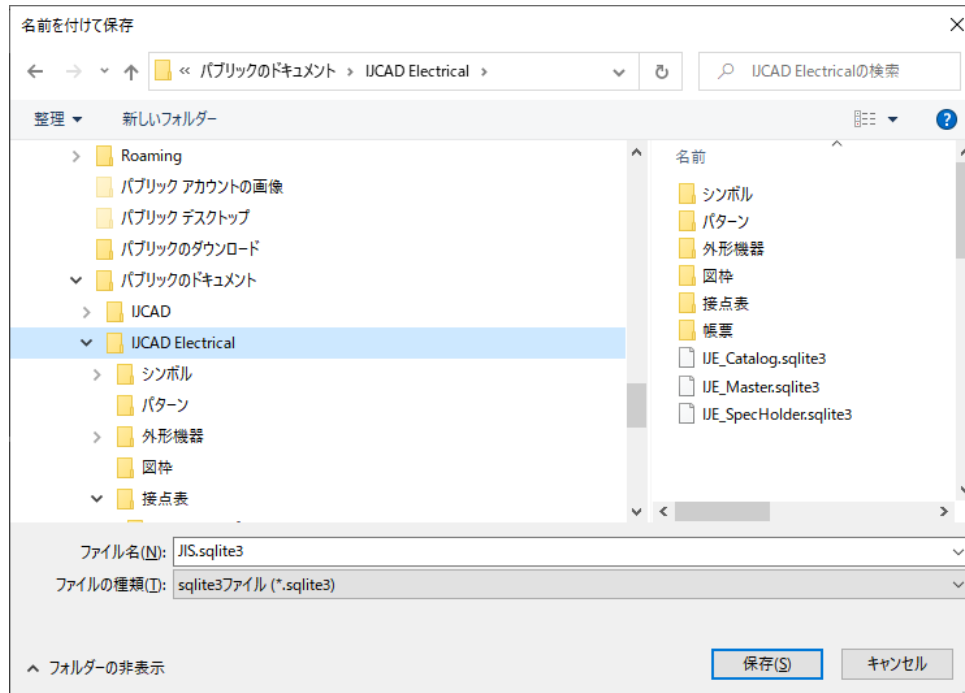 名前を付けて保存
« パブリックのドキュメント › IJCAD Electrical ›
IJCAD Electricalの検索
整理
新しいフォルダー
Roaming
パブリック アカウントの画像
パブリック デスクトップ
パブリックのダウンロード
パブリックのドキュメント
IJCAD
IJCAD Electrical
シンボル
パターン
外形機器
図枠
接点表
名前
シンボル
パターン
外形機器
図枠
接点表
帳票
IJE_Catalog.sqlite3
IJE_Master.sqlite3
IJE_SpecHolder.sqlite3
ファイル名(N): JIS.sqlite3
ファイルの種類(T): sqlite3ファイル (*.sqlite3)
フォルダーの非表示
保存(S)
キャンセル